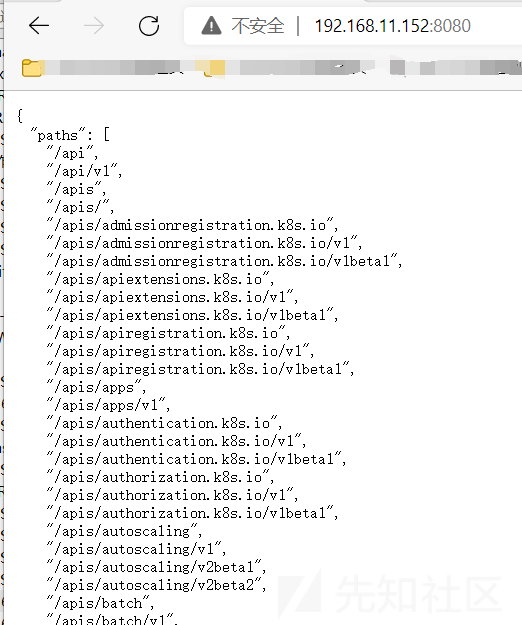 不安全 | 192.168.11.152:8080
{
"paths": [
"/api",
"/api/v1",
"/apis",
"/apis/",
"/apis/admissionregistration.k8s.io",
"/apis/admissionregistration.k8s.io/v1",
"/apis/admissionregistration.k8s.io/v1beta1",
"/apis/apiextensions.k8s.io",
"/apis/apiextensions.k8s.io/v1",
"/apis/apiextensions.k8s.io/v1beta1",
"/apis/apiregistration.k8s.io",
"/apis/apiregistration.k8s.io/v1",
"/apis/apiregistration.k8s.io/v1beta1",
"/apis/apps",
"/apis/apps/v1",
"/apis/authentication.k8s.io",
"/apis/authentication.k8s.io/v1",
"/apis/authentication.k8s.io/v1beta1",
"/apis/authorization.k8s.io",
"/apis/authorization.k8s.io/v1",
"/apis/authorization.k8s.io/v1beta1",
"/apis/autoscaling",
"/apis/autoscaling/v1",
"/apis/autoscaling/v2beta1",
"/apis/autoscaling/v2beta2",
"/apis/batch",
"/apis/batch/v1",
先知社区